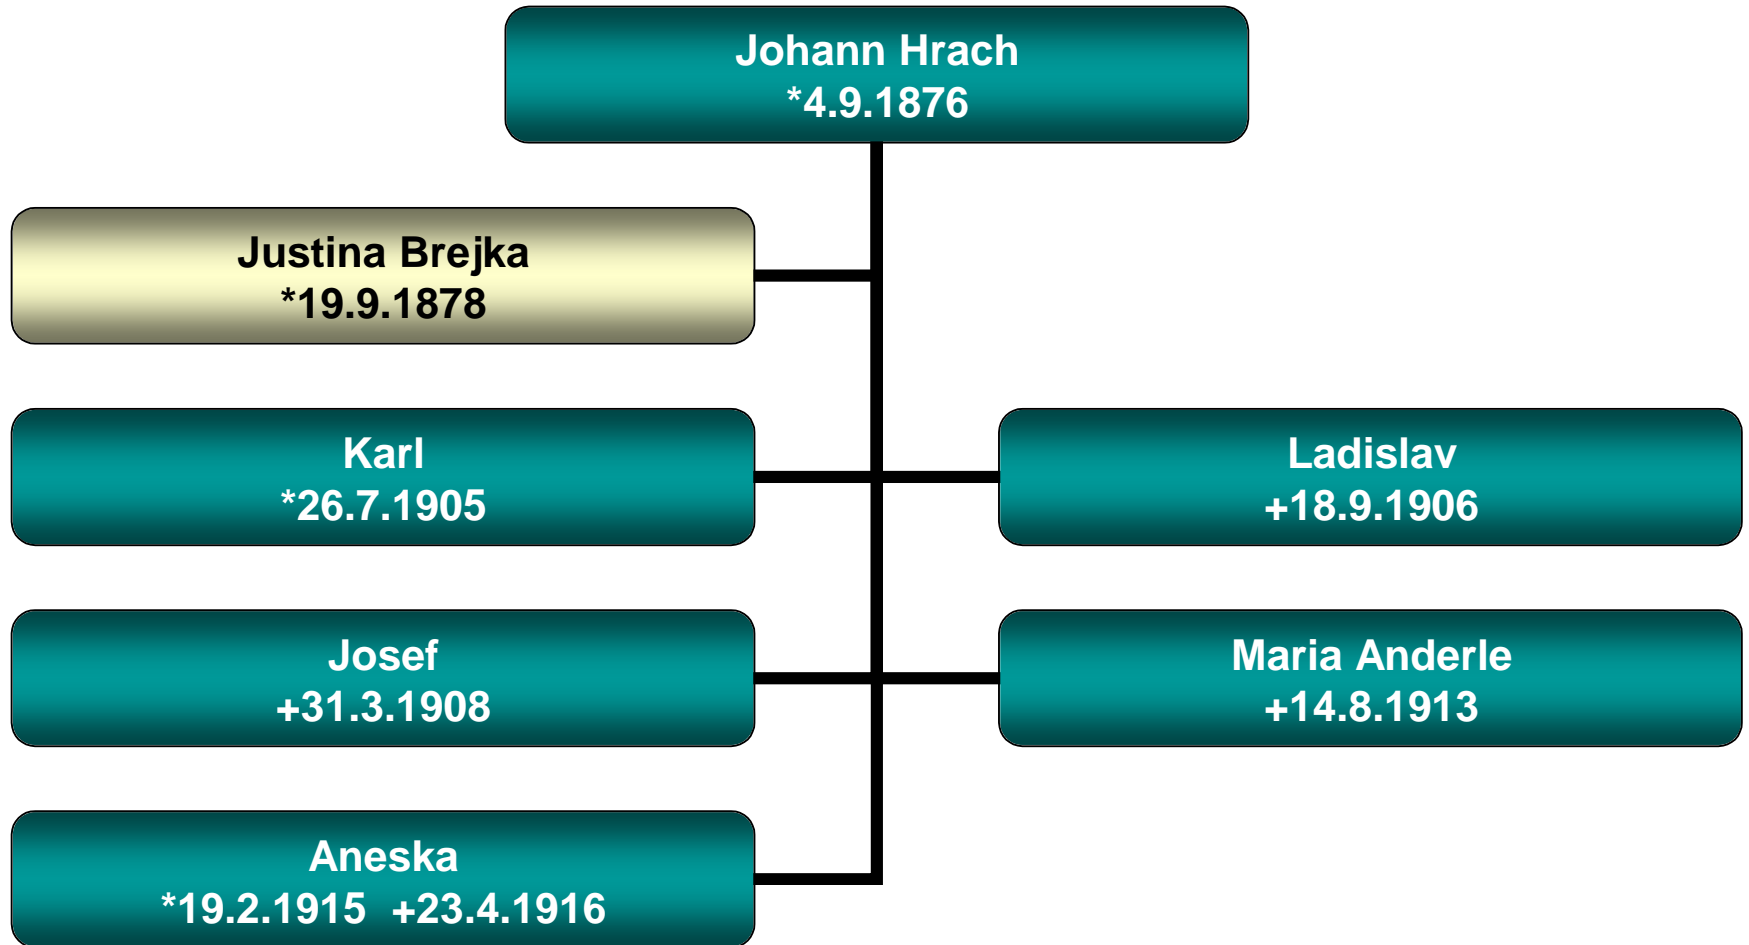 Johann Hrach
*4.9.1876
Justina Brejka
*19.9.1878
Karl
*26.7.1905
Ladislav
+18.9.1906
Josef
+31.3.1908
Maria Anderle
+14.8.1913
Aneska
*19.2.1915 +23.4.1916